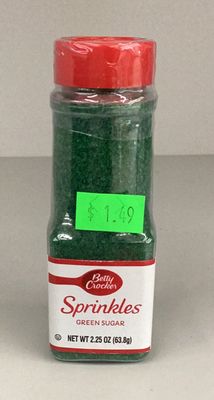 $ 1.49
Betty
Crocker
Sprinkles
GREEN SUGAR
NET WT 2.25 OZ (63.8g)